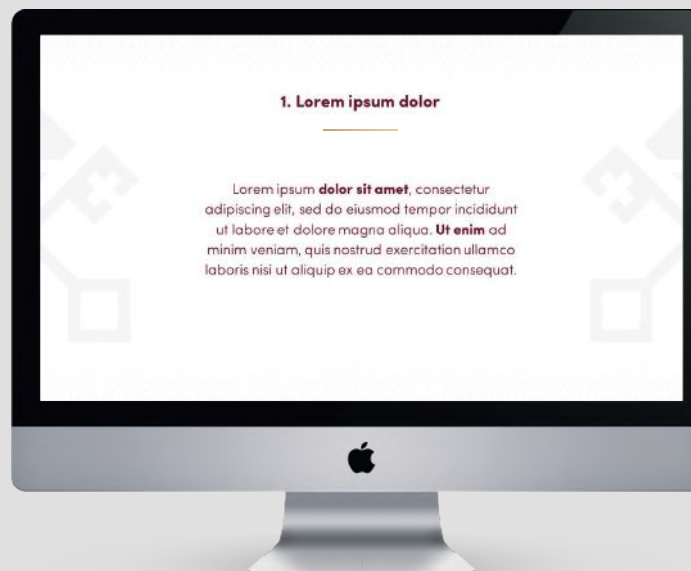 1. Lorem ipsum dolor
Lorem ipsum dolor sit amet, consectetur
adipiscing elit, sed do eiusmod tempor incididunt
ut labore et dolore magna aliqua. Ut enim ad
minim veniam, quis nostrud exercitation ullamco
laboris nisi ut aliquip ex ea commodo consequat.